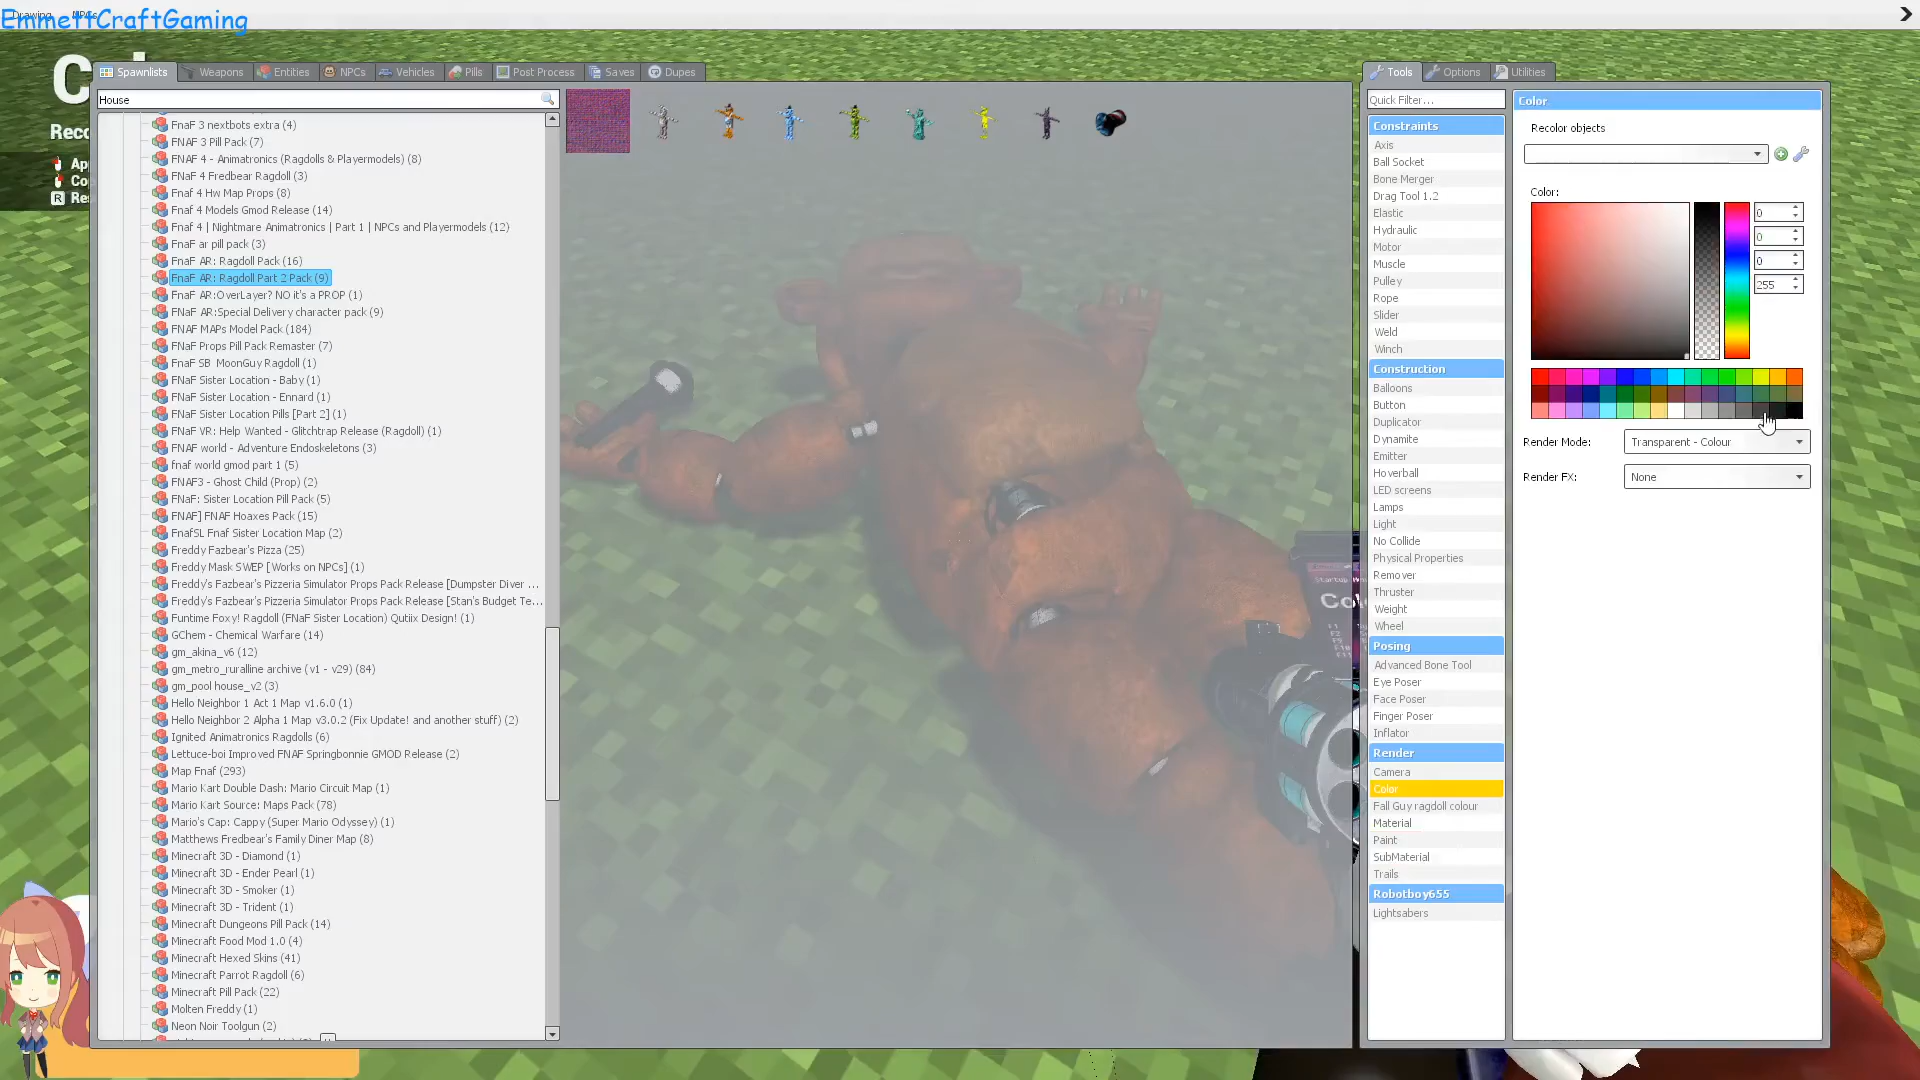 EmmettCraftGaming
Drawing NPCs
Spawnlists Weapons Entities NPCs Vehicles Pills Post Process Saves Dupes
House
FnaF 3 nextbots extra (4)
FNAF 3 Pill Pack (7)
FNAF 4 - Animatronics (Ragdolls & Playermodels) (8)
FNaF 4 Fredbear Ragdoll (3)
Fnaf 4 Hw Map Props (8)
Fnaf 4 Models Gmod Release (14)
Fnaf 4 | Nightmare Animatronics | Part 1 | NPCs and Playermodels (12)
FnaF ar pill pack (3)
FnaF AR: Ragdoll Pack (16)
FnaF AR: Ragdoll Part 2 Pack (9)
FnaF AR:OverLayer? NO it's a PROP (1)
FNaF AR:Special Delivery character pack (9)
FNAF MAPs Model Pack (184)
FNaF Props Pill Pack Remaster (7)
FnaF SB MoonGuy Ragdoll (1)
FNaF Sister Location - Baby (1)
FNaF Sister Location - Ennard (1)
FNaF Sister Location Pills [Part 2] (1)
FNaF VR: Help Wanted - Glitchtrap Release (Ragdoll) (1)
FNAF world - Adventure Endoskeletons (3)
fnaf world gmod part 1 (5)
FNAF3 - Ghost Child (Prop) (2)
FNaF: Sister Location Pill Pack (5)
FNAF] FNAF Hoaxes Pack (15)
FnafSL Fnaf Sister Location Map (2)
Freddy Fazbear's Pizza (25)
Freddy Mask SWEP [Works on NPCs] (1)
Freddy's Fazbear's Pizzeria Simulator Props Pack Release [Dumpster Diver ...
Freddy's Fazbear's Pizzeria Simulator Props Pack Release [Stan's Budget Te...
Funtime Foxy! Ragdoll (FNaF Sister Location) Qutiix Design! (1)
GChem - Chemical Warfare (14)
gm_akina_v6 (12)
gm_metro_ruralline archive (v1 - v29) (84)
gm_pool house_v2 (3)
Hello Neighbor 1 Act 1 Map v1.6.0 (1)
Hello Neighbor 2 Alpha 1 Map v3.0.2 (Fix Update! and another stuff) (2)
Ignited Animatronics Ragdolls (6)
Lettuce-boi Improved FNAF Springbonnie GMOD Release (2)
Map Fnaf (293)
Mario Kart Double Dash: Mario Circuit Map (1)
Mario Kart Source: Maps Pack (78)
Mario's Cap: Cappy (Super Mario Odyssey) (1)
Matthews Fredbear's Family Diner Map (8)
Minecraft 3D - Diamond (1)
Minecraft 3D - Ender Pearl (1)
Minecraft 3D - Smoker (1)
Minecraft 3D - Trident (1)
Minecraft Dungeons Pill Pack (14)
Minecraft Food Mod 1.0 (4)
Minecraft Hexed Skins (41)
Minecraft Parrot Ragdoll (6)
Minecraft Pill Pack (22)
Molten Freddy (1)
Neon Noir Toolgun (2)
Tools Options Utilities
Quick Filter...
Constraints
Axis
Ball Socket
Bone Merger
Drag Tool 1.2
Elastic
Hydraulic
Motor
Muscle
Pulley
Rope
Slider
Weld
Winch
Construction
Balloons
Button
Duplicator
Dynamite
Emitter
Hoverball
LED screens
Lamps
Light
No Collide
Physical Properties
Remover
Thruster
Weight
Wheel
Posing
Advanced Bone Tool
Eye Poser
Face Poser
Finger Poser
Inflator
Render
Camera
Color
Fall Guy ragdoll colour
Material
Paint
SubMaterial
Trails
Robotboy655
Lightsabers
Color
Recolor objects
Color:
0
0
0
255
Render Mode: Transparent - Colour
Render FX: None